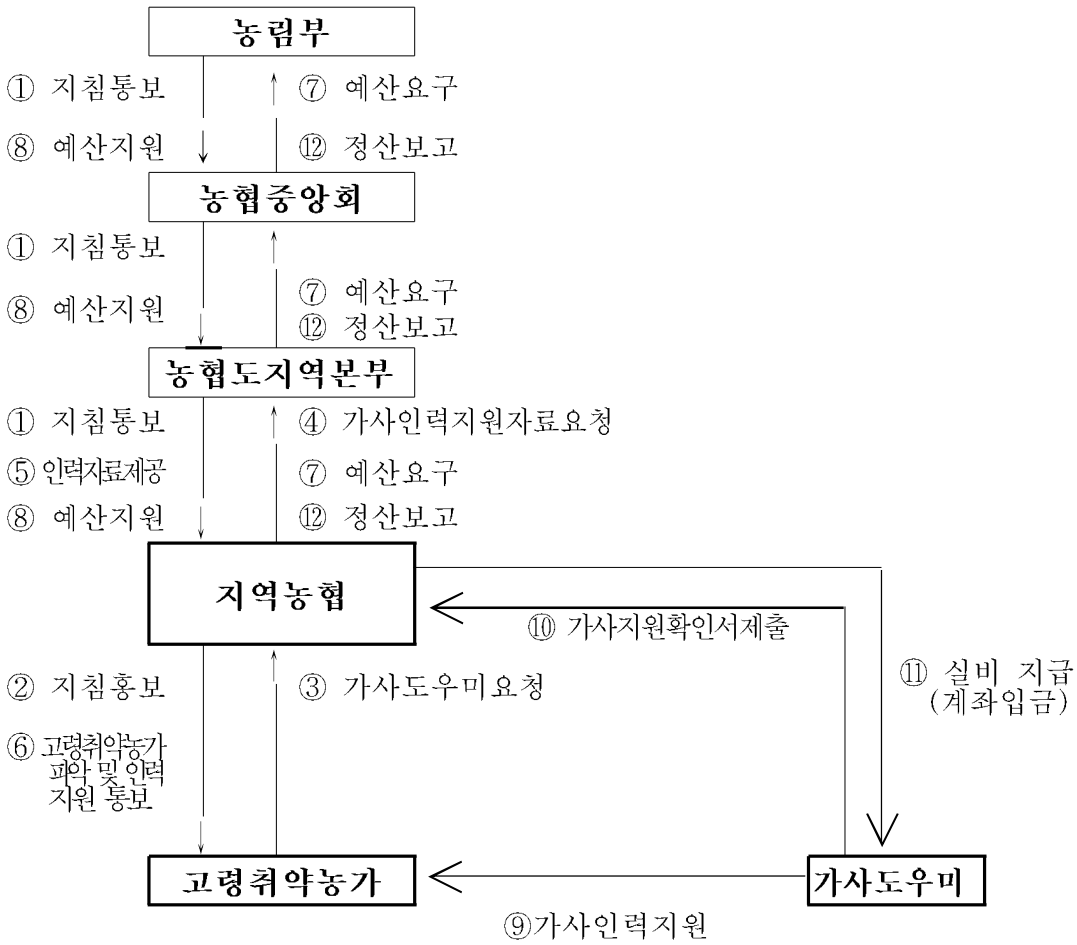 농림부
① 지침통보
⑦ 예산요구
⑧ 예산지원
⑫ 정산보고
농협중앙회
① 지침통보
⑦ 예산요구
⑧ 예산지원
⑫ 정산보고
농협도지역본부
① 지침통보
④ 가사인력지원자료요청
⑤ 인력자료제공
⑦ 예산요구
⑧ 예산지원
⑫ 정산보고
지역농협
⑩ 가사지원확인서제출
② 지침홍보
③ 가사도우미요청
⑪ 실비 지급
(계좌입금)
⑥ 고령취약농가
파악 및 인력
지원 통보
고령취약농가
가사도우미
⑨가사인력지원